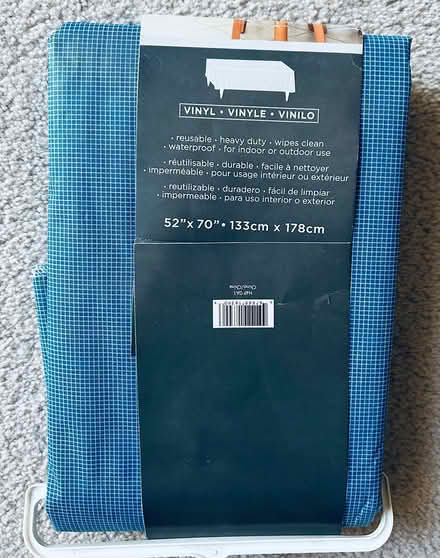 VINYL • VINYLE • VINILO
• reusable • heavy duty • wipes clean
• waterproof • for indoor or outdoor use
• réutilisable • durable • facile à nettoyer
• imperméable • pour usage intérieur ou extérieur
• reutilizable • duradero • fácil de limpiar
• impermeable • para uso interior o exterior
52"x 70" • 133cm x 178cm
China/Chine